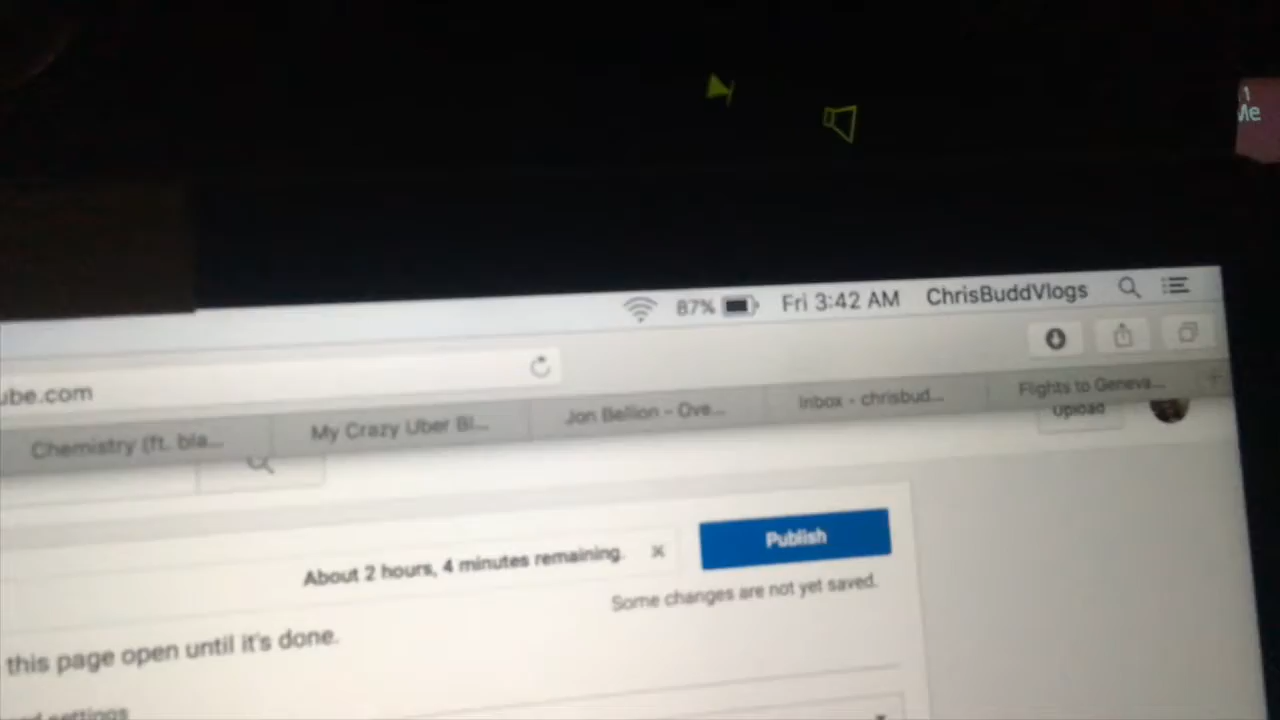 Me
87% Fri 3:42 AM ChrisBuddVlogs
ube.com
Chemistry (ft. bla... My Crazy Uber Bl... Jon Bellion - Ove... Inbox - chrisbud... Flights to Geneva...
Upload
About 2 hours, 4 minutes remaining. × Publish
Some changes are not yet saved.
this page open until it's done.
settings